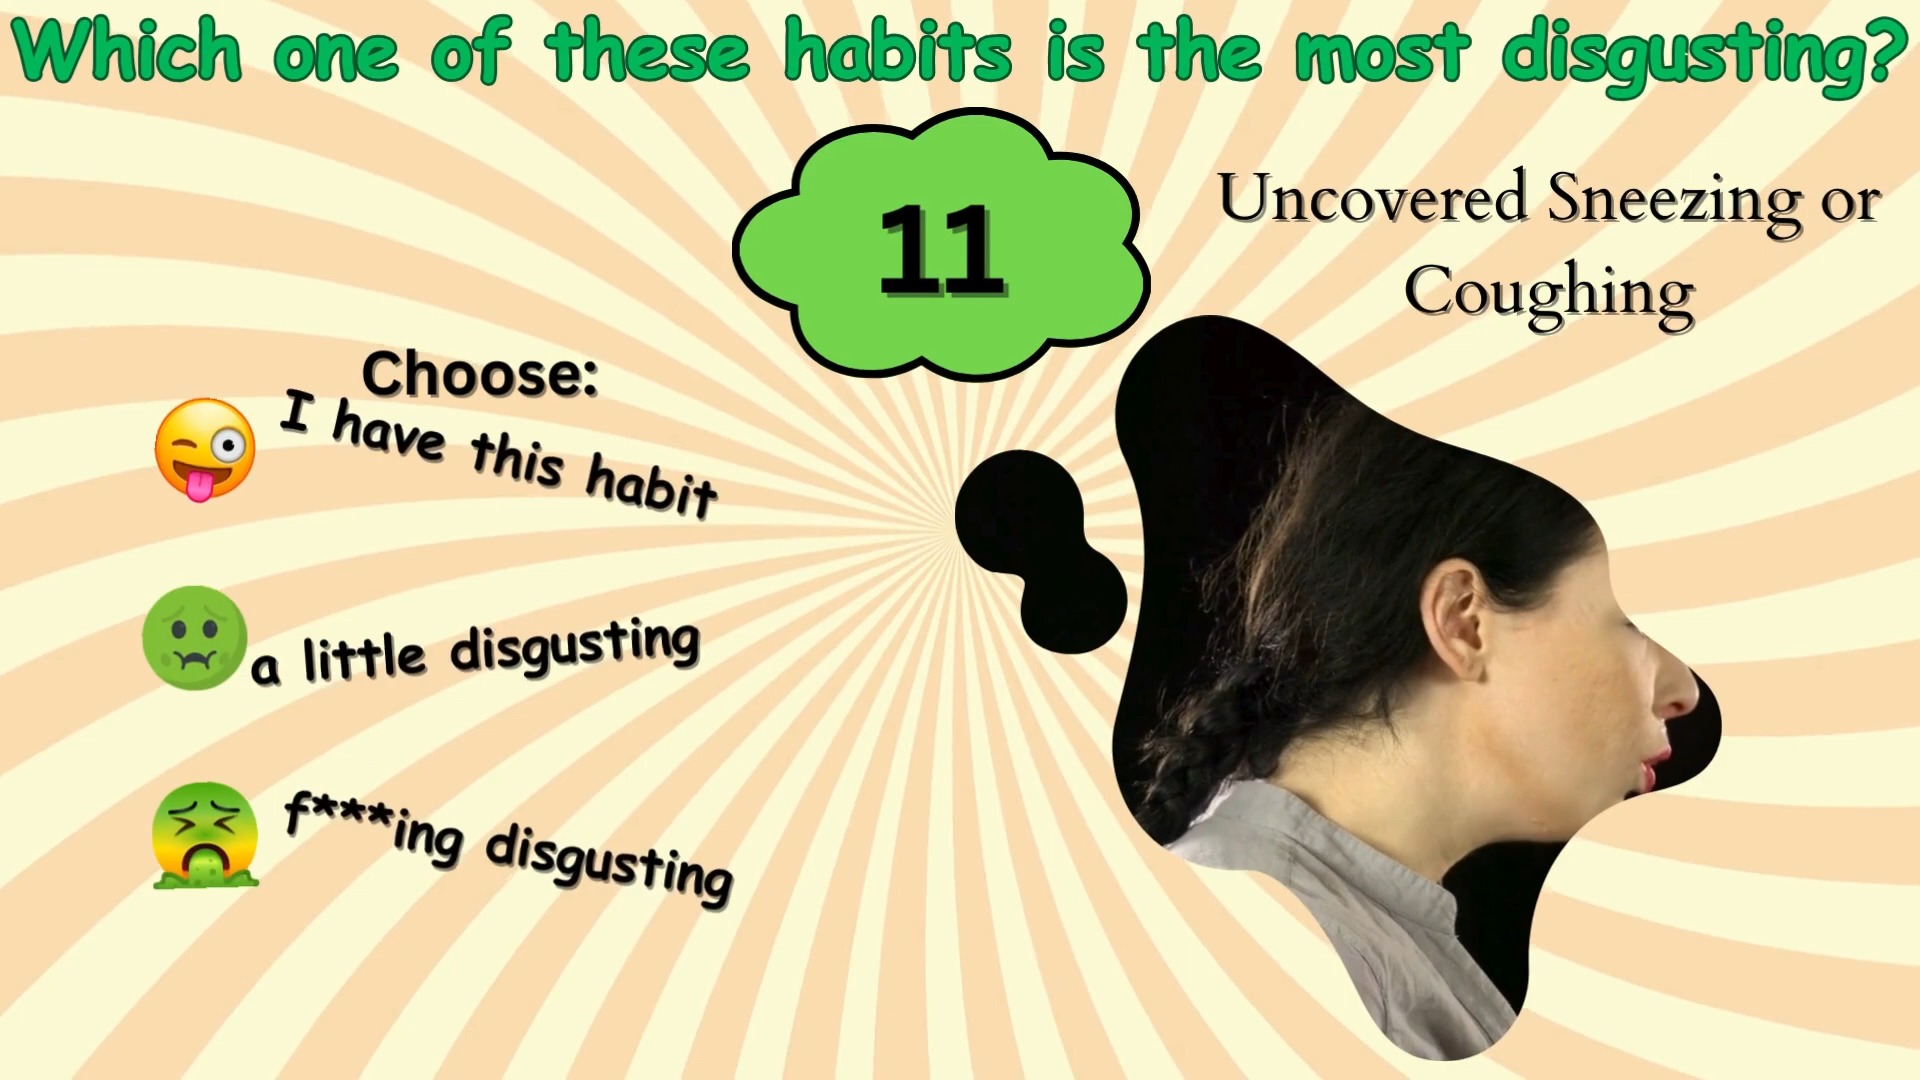 Which one of these habits is the most disgusting?
11
Uncovered Sneezing or
Coughing
Choose:
I have this habit
a little disgusting
f***ing disgusting